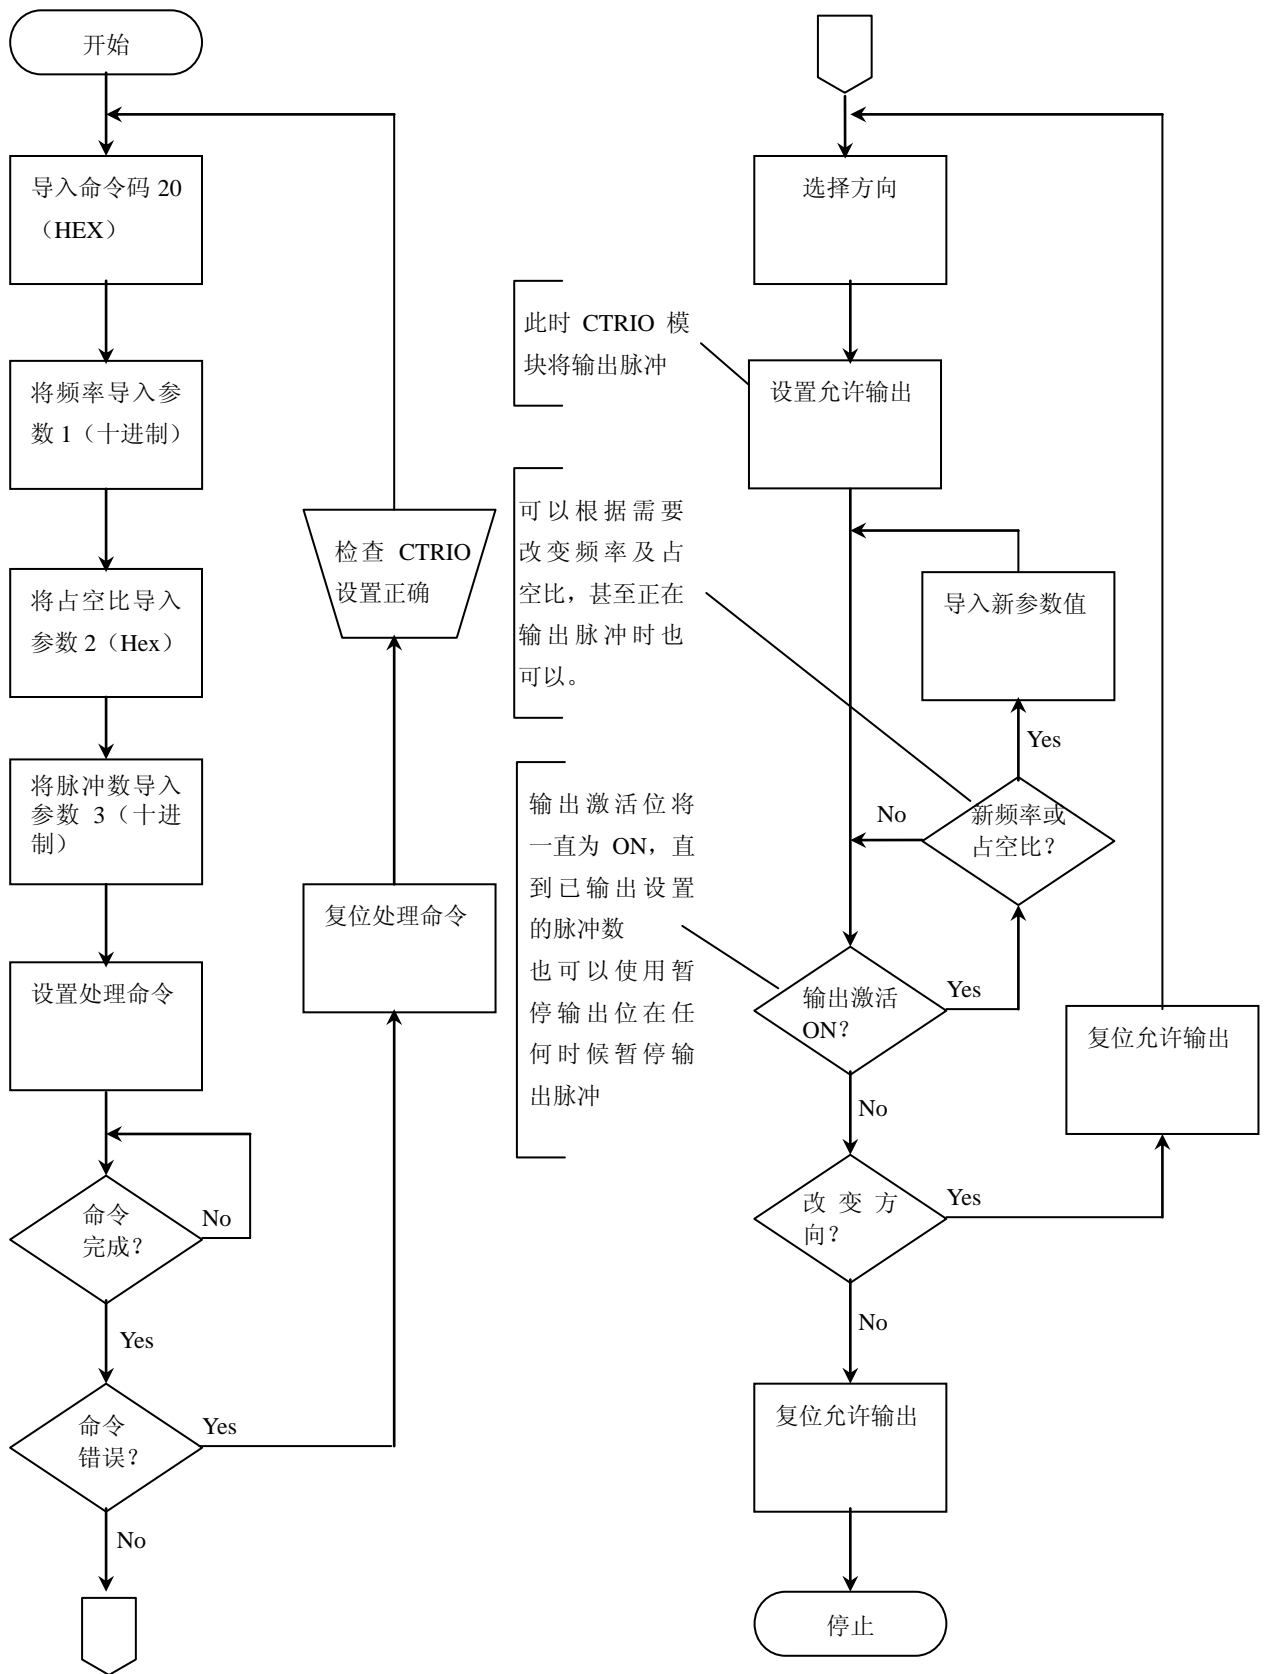 开始
导入命令码 20
（HEX）
将频率导入参
数 1（十进制）
将占空比导入
参数 2（Hex）
将脉冲数导入
参数 3（十进
制）
设置处理命令
命令
完成？
No
Yes
命令
错误？
Yes
No
检查 CTRIO
设置正确
复位处理命令
选择方向
此时 CTRIO 模
块将输出脉冲
设置允许输出
可以根据需要
改变频率及占
空比，甚至正在
输出脉冲时也
可以。
导入新参数值
Yes
新频率或
占空比？
No
输出激活位将
一直为 ON，直
到已输出设置
的脉冲数
也可以使用暂
停输出位在任
何时候暂停输
出脉冲
输出激活
ON？
Yes
No
复位允许输出
改变方
向？
Yes
No
复位允许输出
停止